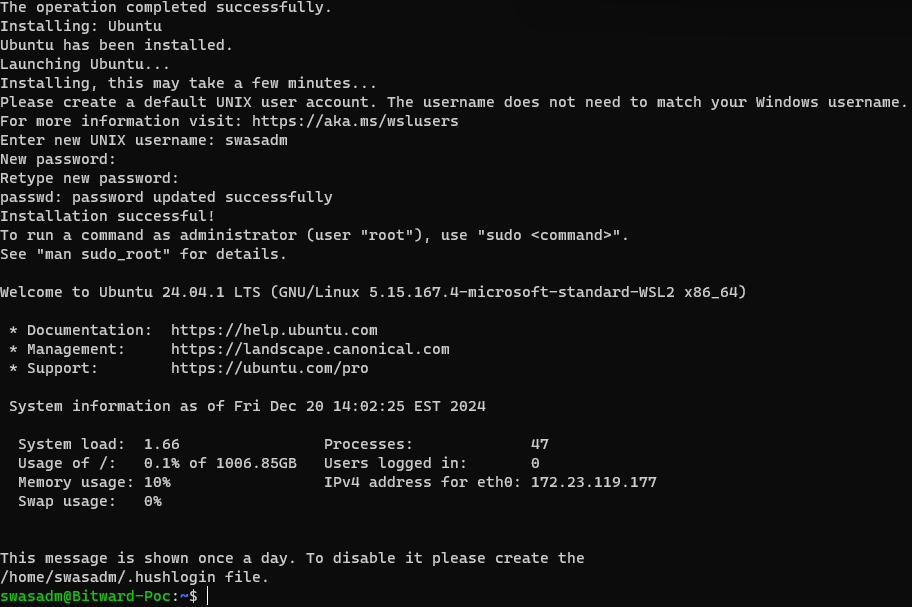 The operation completed successfully.
Installing: Ubuntu
Ubuntu has been installed.
Launching Ubuntu...
Installing, this may take a few minutes...
Please create a default UNIX user account. The username does not need to match your Windows username.
For more information visit: https://aka.ms/wslusers
Enter new UNIX username: swasadm
New password:
Retype new password:
passwd: password updated successfully
Installation successful!
To run a command as administrator (user "root"), use "sudo <command>".
See "man sudo_root" for details.

Welcome to Ubuntu 24.04.1 LTS (GNU/Linux 5.15.167.4-microsoft-standard-WSL2 x86_64)

 * Documentation:  https://help.ubuntu.com
 * Management:     https://landscape.canonical.com
 * Support:        https://ubuntu.com/pro

 System information as of Fri Dec 20 14:02:25 EST 2024

  System load:  1.66                Processes:             47
  Usage of /:   0.1% of 1006.85GB   Users logged in:       0
  Memory usage: 10%                 IPv4 address for eth0: 172.23.119.177
  Swap usage:   0%


This message is shown once a day. To disable it please create the
/home/swasadm/.hushlogin file.
swasadm@Bitward-Poc:~$